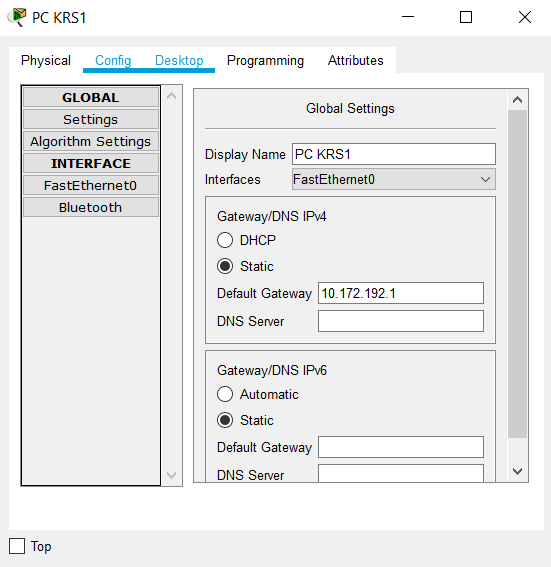 PC KRS1
Physical Config Desktop Programming Attributes
GLOBAL
Settings
Algorithm Settings
INTERFACE
FastEthernet0
Bluetooth
Global Settings
Display Name PC KRS1
Interfaces FastEthernet0
Gateway/DNS IPv4
DHCP
Static
Default Gateway 10.172.192.1
DNS Server
Gateway/DNS IPv6
Automatic
Static
Default Gateway
DNS Server
Top